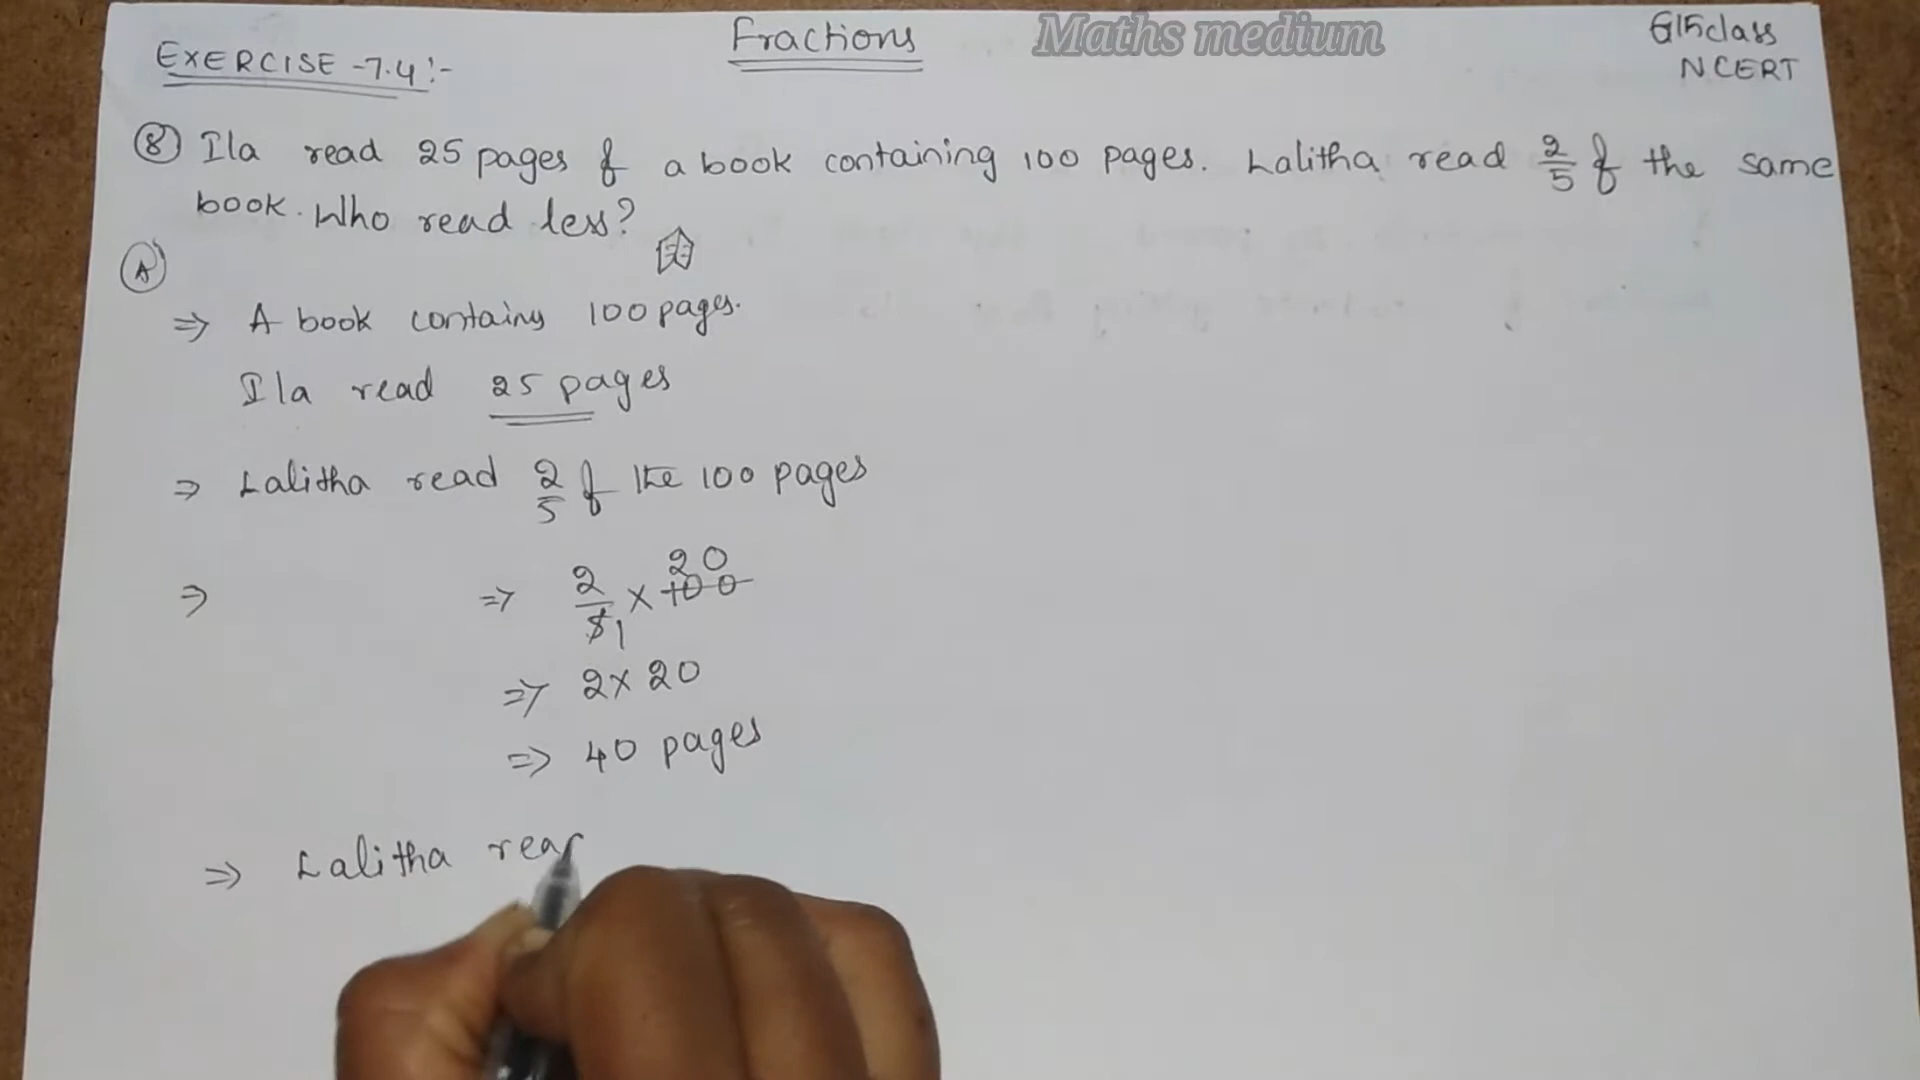 Fractions
Maths medium
EXERCISE -7.4:-
class
NCERT
8 Ila read 25 pages of a book containing 100 pages. Lalitha read 2/5 of the same
book. Who read less?
A
⇒ A book contains 100 pages.
Ila read 25 pages
⇒ Lalitha read 2/5 of the 100 pages
⇒ ⇒ 2/5 1 × 100 20
⇒ 2 × 20
⇒ 40 pages
⇒ Lalitha rea